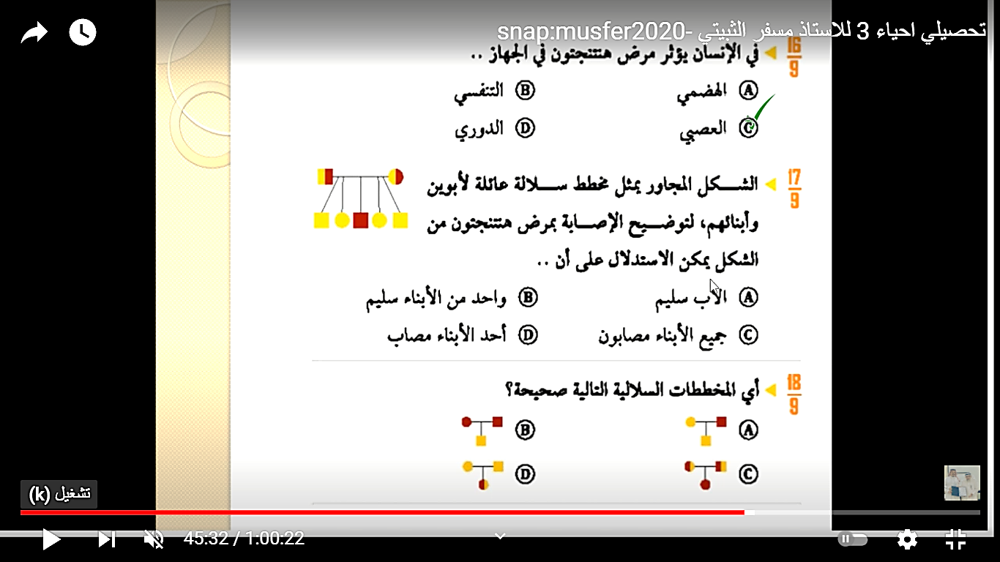 تحصيلي احياء 3 للاستاذ مسفر الثبيتي -snap:musfer2020
16/9 في الإنسان يؤثر مرض هنتنجتون في الجهاز ..
A الهضمي B التنفسي
C العصبي D الدوري
17/9 الشكل المجاور يمثل مخطط سلالة عائلة لأبوين
وأبنائهم، لتوضيح الإصابة بمرض هنتنجتون من
الشكل يمكن الاستدلال على أن ..
A الأب سليم B واحد من الأبناء سليم
C جميع الأبناء مصابون D أحد الأبناء مصاب
18/9 أي المخططات السلالية التالية صحيحة؟
A B
C D
تشغيل (k)
45:32 / 1:00:22